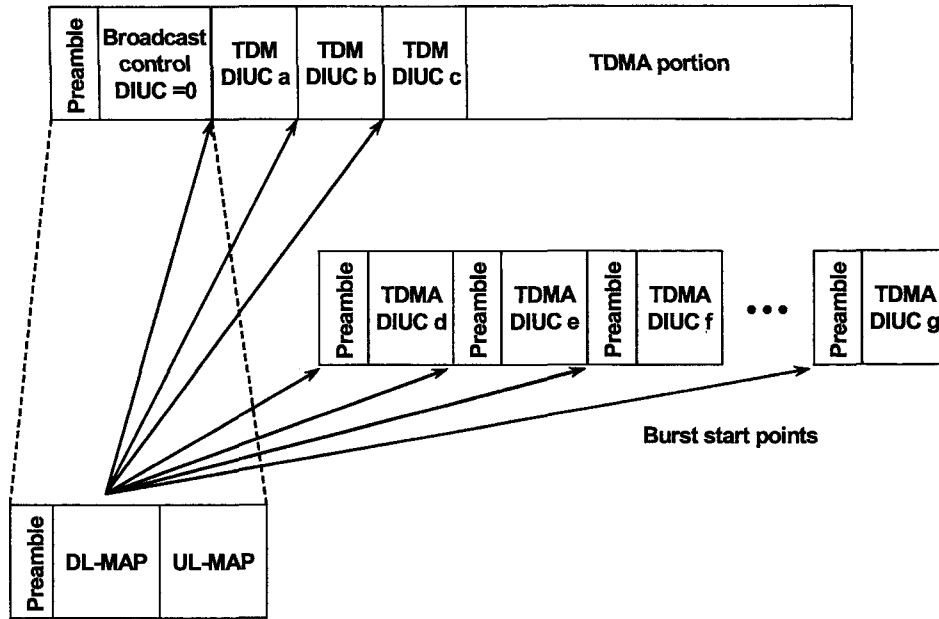 Preamble
Broadcast
control
DIUC =0
TDM
DIUC a
TDM
DIUC b
TDM
DIUC c
TDMA portion
Preamble
TDMA
DIUC d
Preamble
TDMA
DIUC e
Preamble
TDMA
DIUC f
•••
Preamble
TDMA
DIUC g
Burst start points
Preamble
DL-MAP
UL-MAP